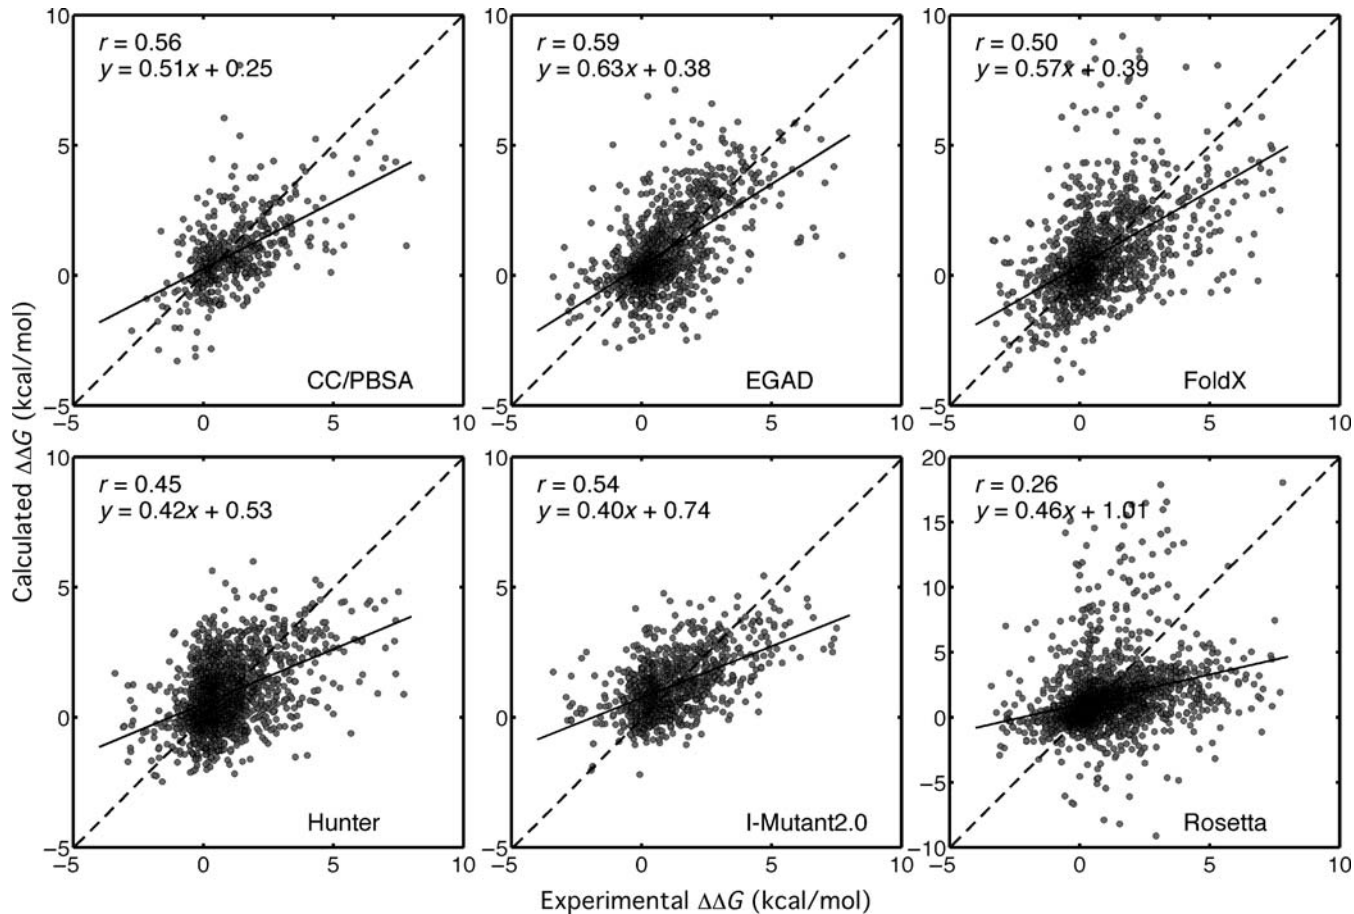 10
r = 0.56
y = 0.51x + 0.25
5
0
CC/PBSA
−5
0
5
10
10
r = 0.59
y = 0.63x + 0.38
5
0
EGAD
−5
−5
0
5
10
10
r = 0.50
y = 0.57x + 0.39
5
0
FoldX
−5
−5
0
5
10
Calculated ΔΔG (kcal/mol)
10
r = 0.45
y = 0.42x + 0.53
5
0
Hunter
−5
−5
0
5
10
10
r = 0.54
y = 0.40x + 0.74
5
0
I-Mutant2.0
−5
−5
0
5
10
20
r = 0.26
y = 0.46x + 1.01
15
10
5
0
−5
Rosetta
−10
−5
0
5
10
Experimental ΔΔG (kcal/mol)